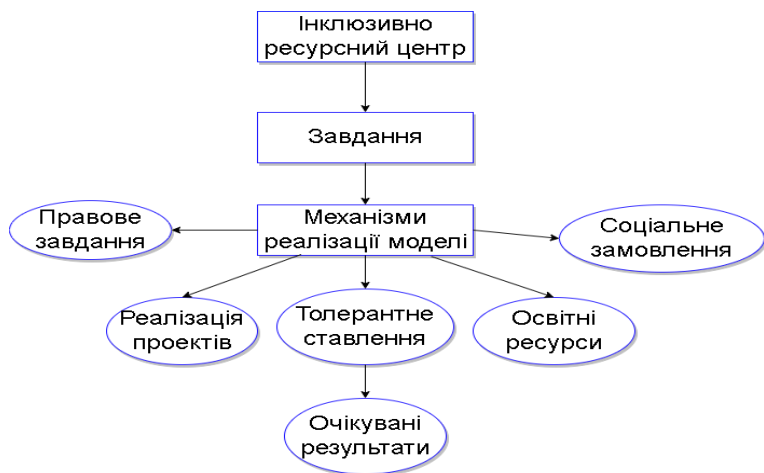 Інклюзивно
ресурсний центр
Завдання
Механізми
реалізації моделі
Правове
завдання
Соціальне
замовлення
Реалізація
проектів
Толерантне
ставлення
Освітні
ресурси
Очікувані
результати